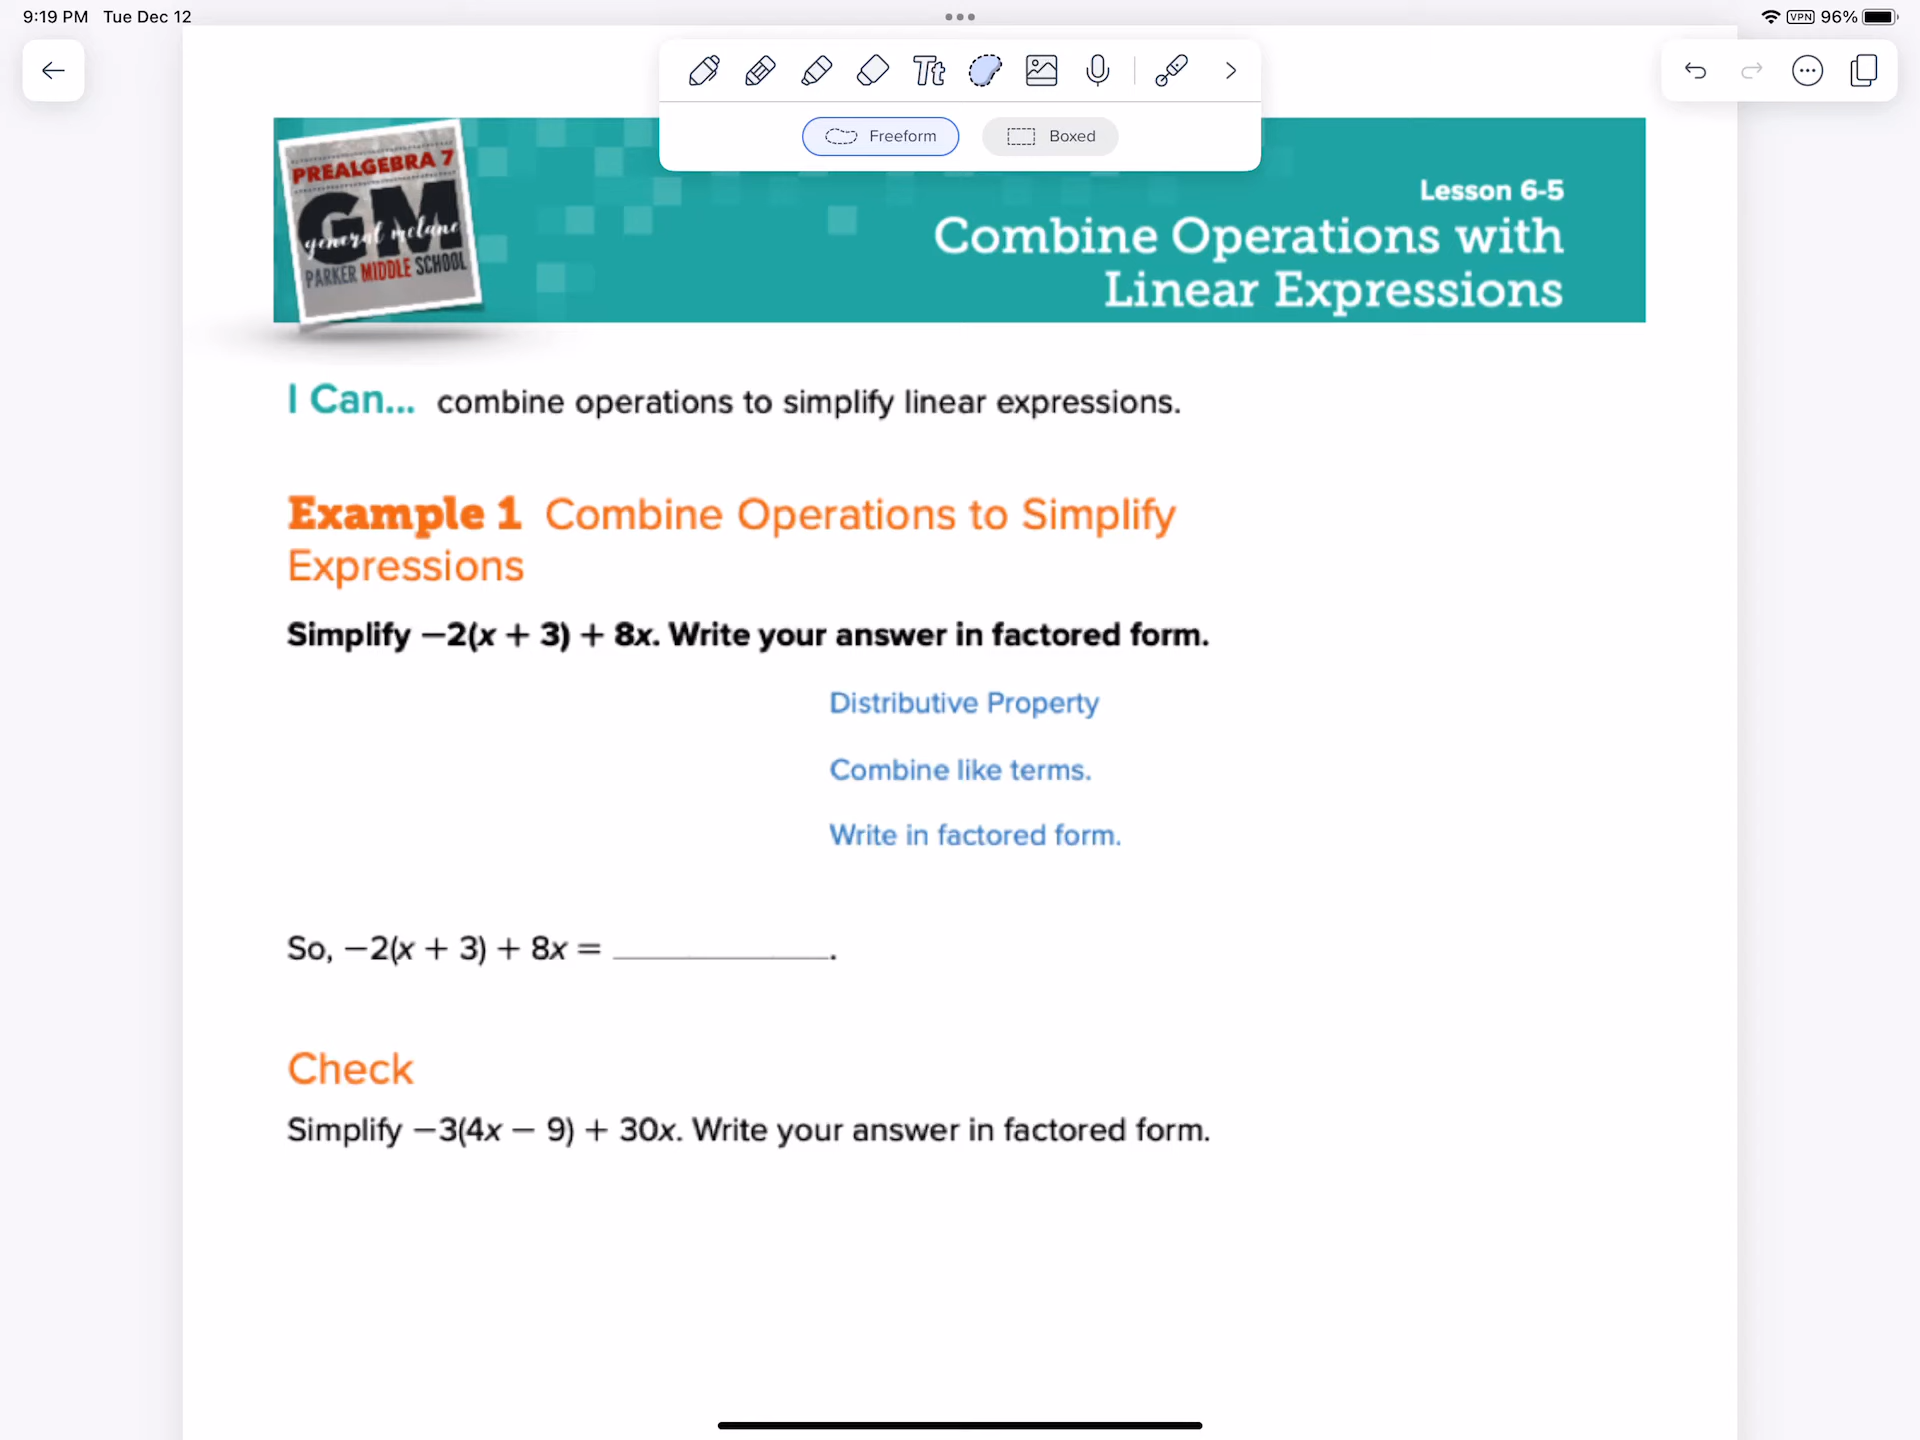 9:19 PM Tue Dec 12
VPN 96%
Tt
Freeform Boxed
PREALGEBRA 7
GM
general mclane
PARKER MIDDLE SCHOOL
Lesson 6-5
Combine Operations with
Linear Expressions
I Can... combine operations to simplify linear expressions.
Example 1 Combine Operations to Simplify
Expressions
Simplify −2(x + 3) + 8x. Write your answer in factored form.
Distributive Property
Combine like terms.
Write in factored form.
So, −2(x + 3) + 8x = ____________.
Check
Simplify −3(4x − 9) + 30x. Write your answer in factored form.